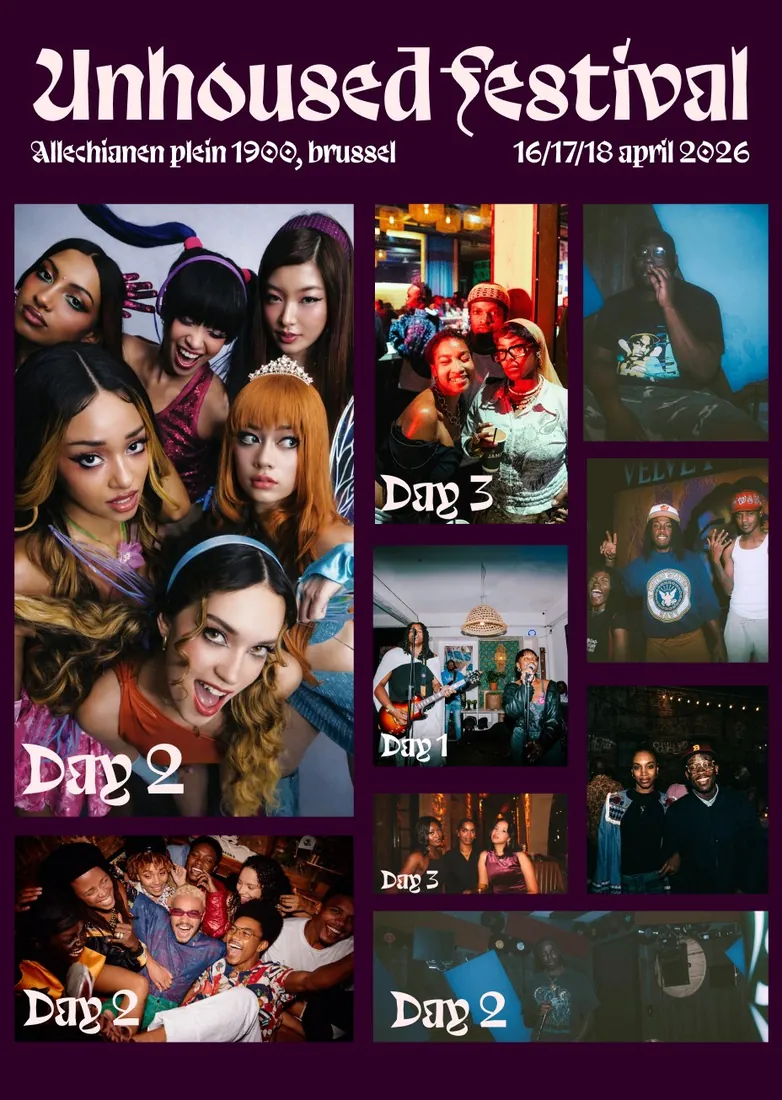 Unhoused festival
Allechianen plein 1900, brussel
16/17/18 april 2026
Day 3
VELVET
Day 2
Day 1
Day 3
Day 2
Day 2